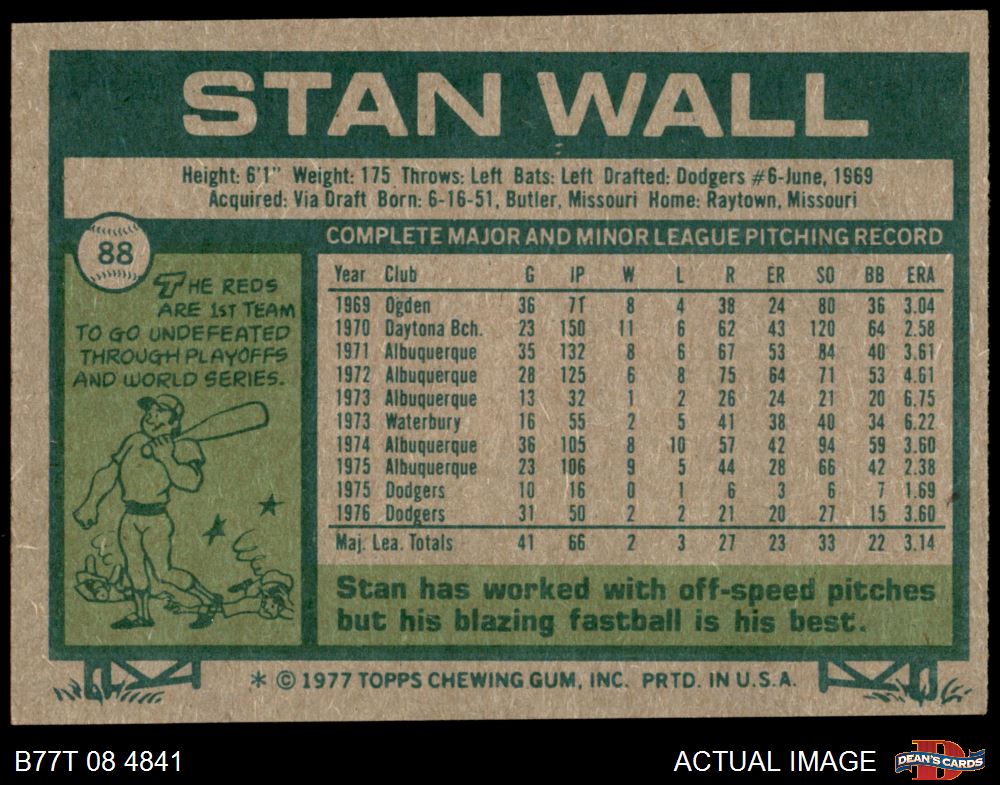 STAN WALL
Height: 6'1" Weight: 175 Throws: Left Bats: Left Drafted: Dodgers #6-June, 1969
Acquired: Via Draft Born: 6-16-51, Butler, Missouri Home: Raytown, Missouri
88
THE REDS
ARE 1ST TEAM
TO GO UNDEFEATED
THROUGH PLAYOFFS
AND WORLD SERIES.
COMPLETE MAJOR AND MINOR LEAGUE PITCHING RECORD
Year Club G IP W L R ER SO BB ERA
1969 Ogden 36 71 8 4 38 24 80 36 3.04
1970 Daytona Bch. 23 150 11 6 62 43 120 64 2.58
1971 Albuquerque 35 132 8 6 67 53 84 40 3.61
1972 Albuquerque 28 125 6 8 75 64 71 53 4.61
1973 Albuquerque 13 32 1 2 26 24 21 20 6.75
1973 Waterbury 16 55 2 5 41 38 40 34 6.22
1974 Albuquerque 36 105 8 10 57 42 94 59 3.60
1975 Albuquerque 23 106 9 5 44 28 66 42 2.38
1975 Dodgers 10 16 0 1 6 3 6 7 1.69
1976 Dodgers 31 50 2 2 21 20 27 15 3.60
Maj. Lea. Totals 41 66 2 3 27 23 33 22 3.14
Stan has worked with off-speed pitches
but his blazing fastball is his best.
* © 1977 TOPPS CHEWING GUM, INC. PRTD. IN U.S.A.
B77T 08 4841
ACTUAL IMAGE
D
DEAN'S CARDS